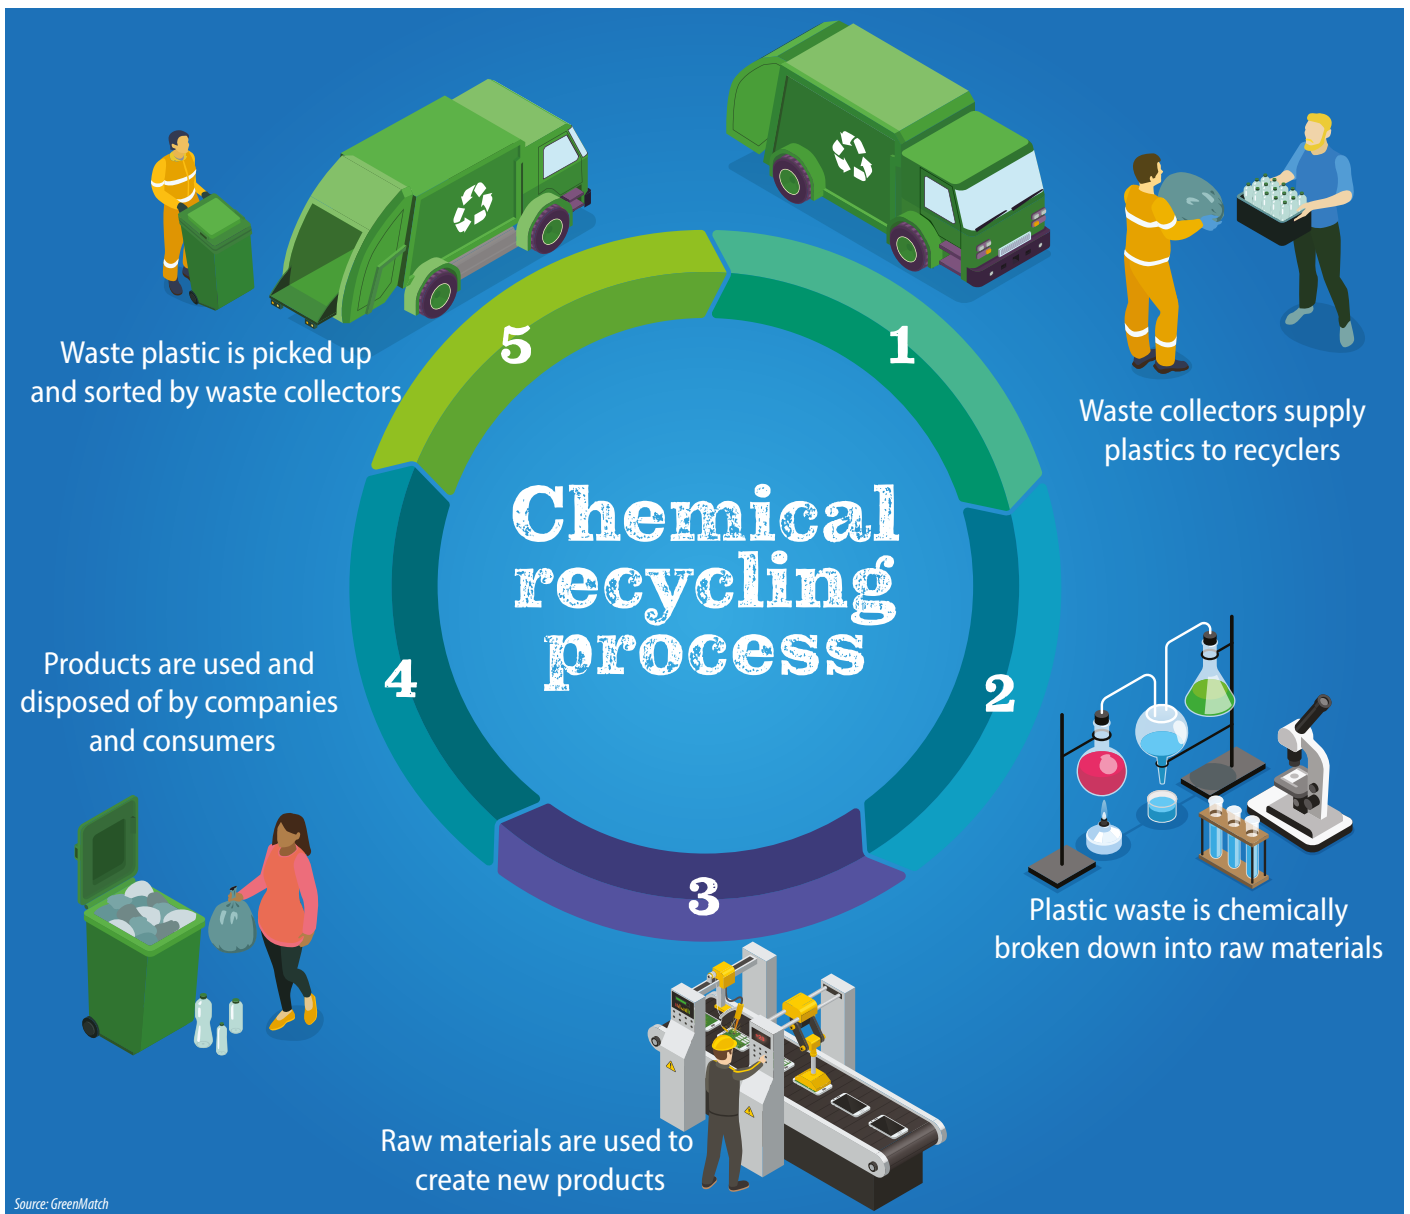 Chemical
recycling
process
1
Waste collectors supply
plastics to recyclers
2
Plastic waste is chemically
broken down into raw materials
3
Raw materials are used to
create new products
4
Products are used and
disposed of by companies
and consumers
5
Waste plastic is picked up
and sorted by waste collectors
Source: GreenMatch